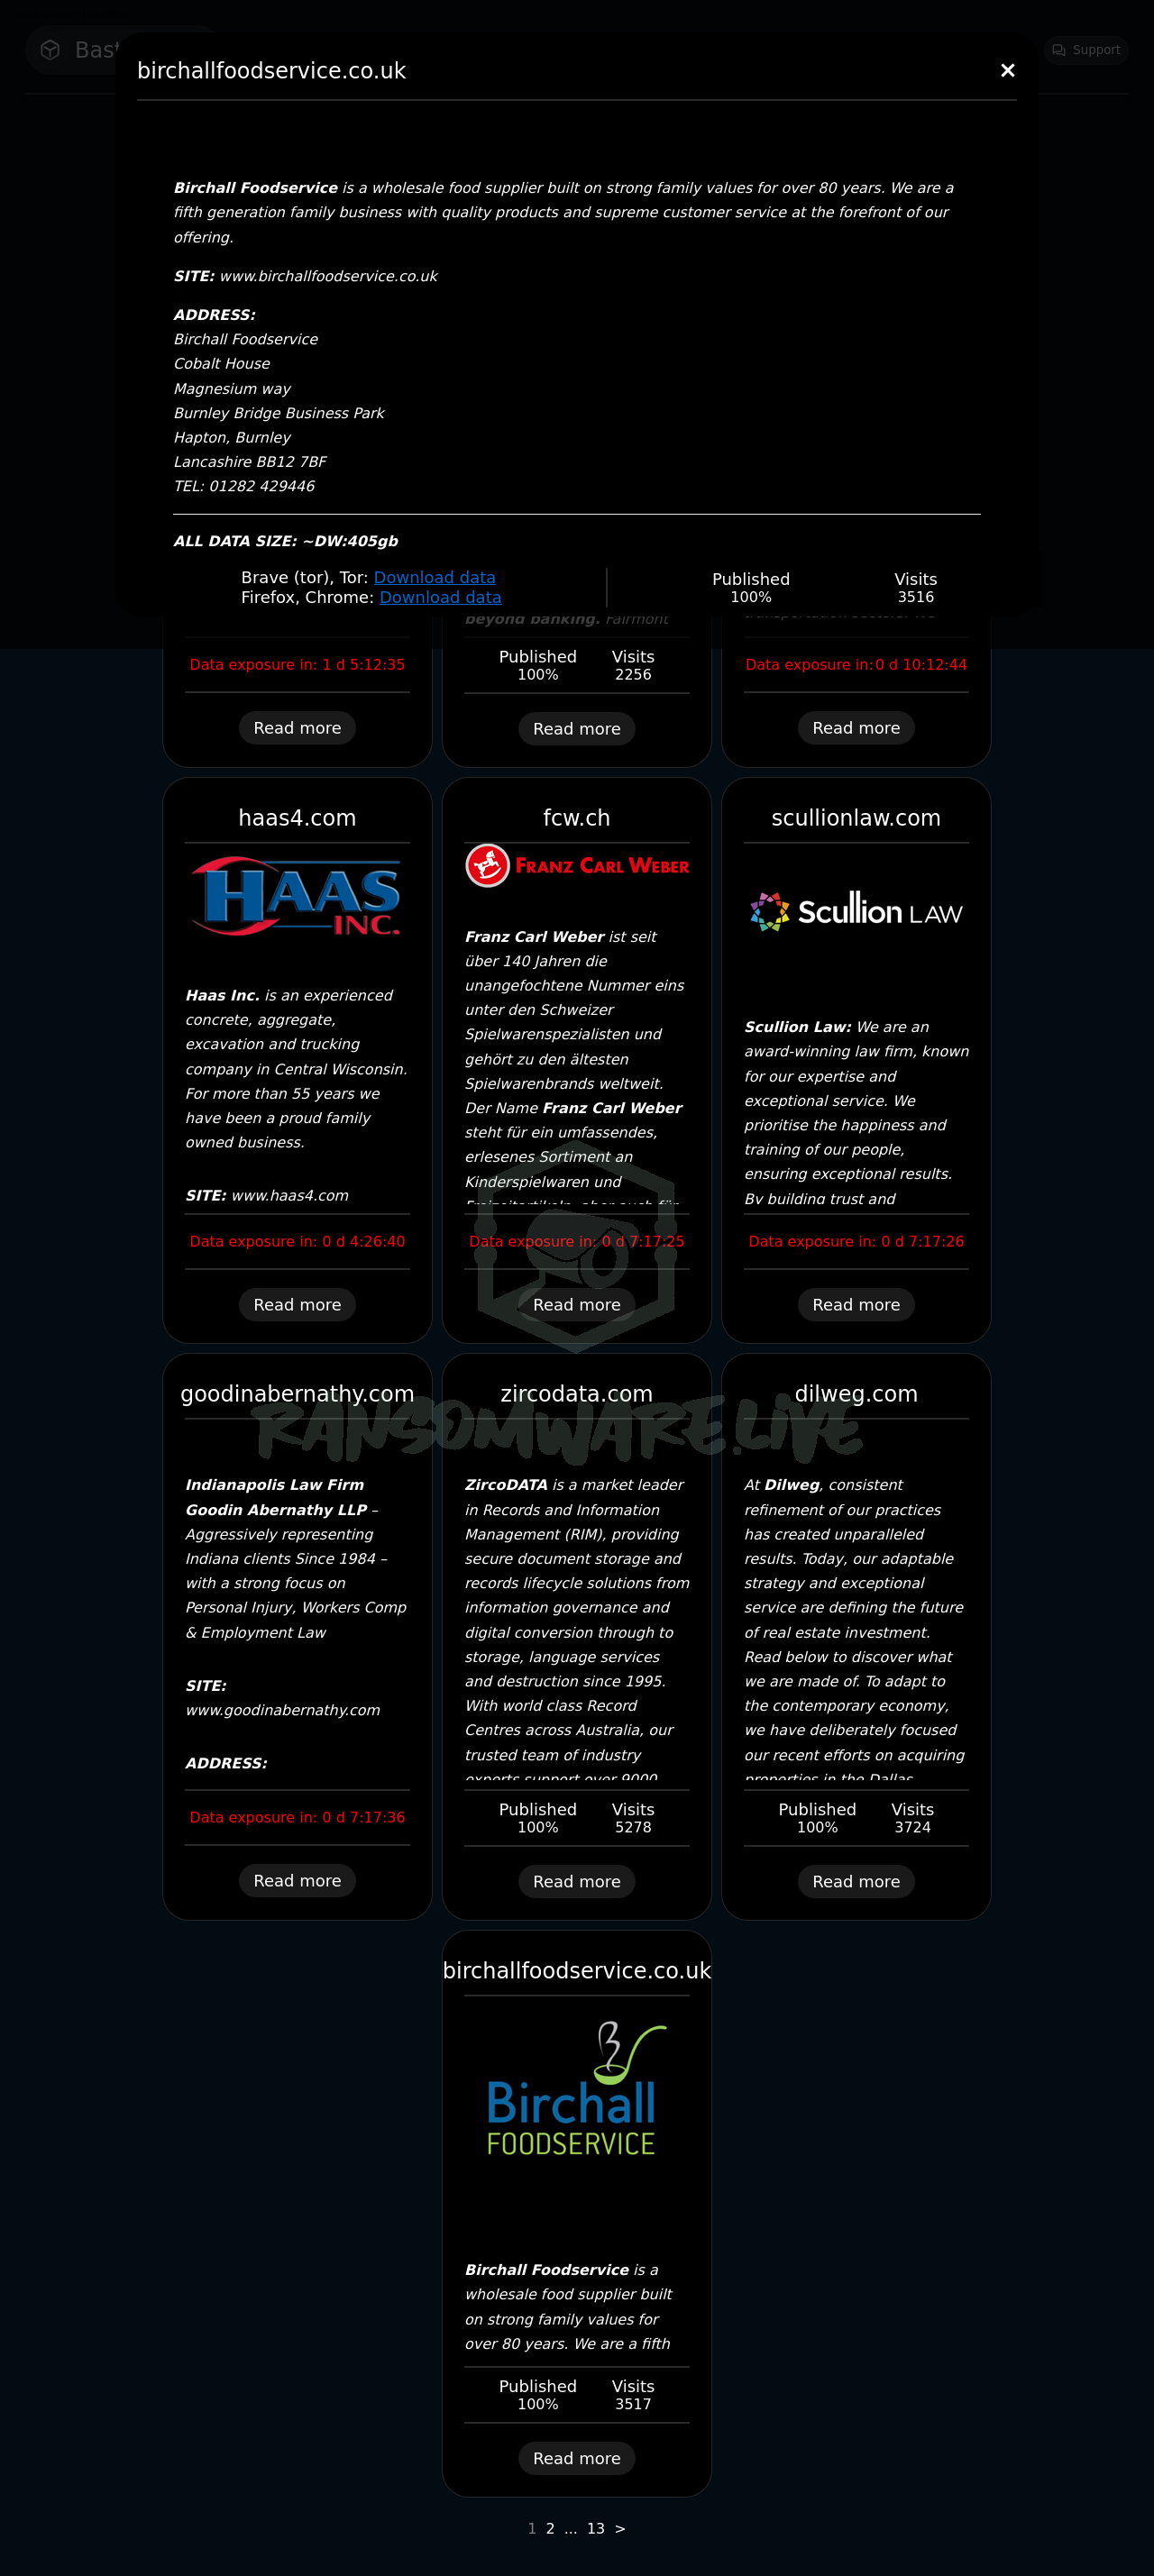 Bast
Support
birchallfoodservice.co.uk
×
Birchall Foodservice is a wholesale food supplier built on strong family values for over 80 years. We are a
fifth generation family business with quality products and supreme customer service at the forefront of our
offering.
SITE: www.birchallfoodservice.co.uk
ADDRESS:
Birchall Foodservice
Cobalt House
Magnesium way
Burnley Bridge Business Park
Hapton, Burnley
Lancashire BB12 7BF
TEL: 01282 429446
ALL DATA SIZE: ~DW:405gb
Brave (tor), Tor: Download data
Firefox, Chrome: Download data
Published
100%
Visits
3516
beyond banking. Fairmont
Data exposure in: 1 d 5:12:35
Read more
Published
100%
Visits
2256
Read more
Data exposure in: 0 d 10:12:44
Read more
haas4.com
HAAS
INC.
Haas Inc. is an experienced
concrete, aggregate,
excavation and trucking
company in Central Wisconsin.
For more than 55 years we
have been a proud family
owned business.
SITE: www.haas4.com
Data exposure in: 0 d 4:26:40
Read more
fcw.ch
FRANZ CARL WEBER
Franz Carl Weber ist seit
über 140 Jahren die
unangefochtene Nummer eins
unter den Schweizer
Spielwarenspezialisten und
gehört zu den ältesten
Spielwarenbrands weltweit.
Der Name Franz Carl Weber
steht für ein umfassendes,
erlesenes Sortiment an
Kinderspielwaren und
Freizeitartikeln, aber auch für
Data exposure in: 0 d 7:17:25
Read more
scullionlaw.com
Scullion LAW
Scullion Law: We are an
award-winning law firm, known
for our expertise and
exceptional service. We
prioritise the happiness and
training of our people,
ensuring exceptional results.
By building trust and
Data exposure in: 0 d 7:17:26
Read more
RANSOMWARE.LIVE
goodinabernathy.com
Indianapolis Law Firm
Goodin Abernathy LLP –
Aggressively representing
Indiana clients Since 1984 –
with a strong focus on
Personal Injury, Workers Comp
& Employment Law
SITE:
www.goodinabernathy.com
ADDRESS:
Data exposure in: 0 d 7:17:36
Read more
zircodata.com
ZircoDATA is a market leader
in Records and Information
Management (RIM), providing
secure document storage and
records lifecycle solutions from
information governance and
digital conversion through to
storage, language services
and destruction since 1995.
With world class Record
Centres across Australia, our
trusted team of industry
experts support over 9000
Published
100%
Visits
5278
Read more
dilweg.com
At Dilweg, consistent
refinement of our practices
has created unparalleled
results. Today, our adaptable
strategy and exceptional
service are defining the future
of real estate investment.
Read below to discover what
we are made of. To adapt to
the contemporary economy,
we have deliberately focused
our recent efforts on acquiring
properties in the Dallas
Published
100%
Visits
3724
Read more
birchallfoodservice.co.uk
Birchall
FOODSERVICE
Birchall Foodservice is a
wholesale food supplier built
on strong family values for
over 80 years. We are a fifth
Published
100%
Visits
3517
Read more
1 2 ... 13 >